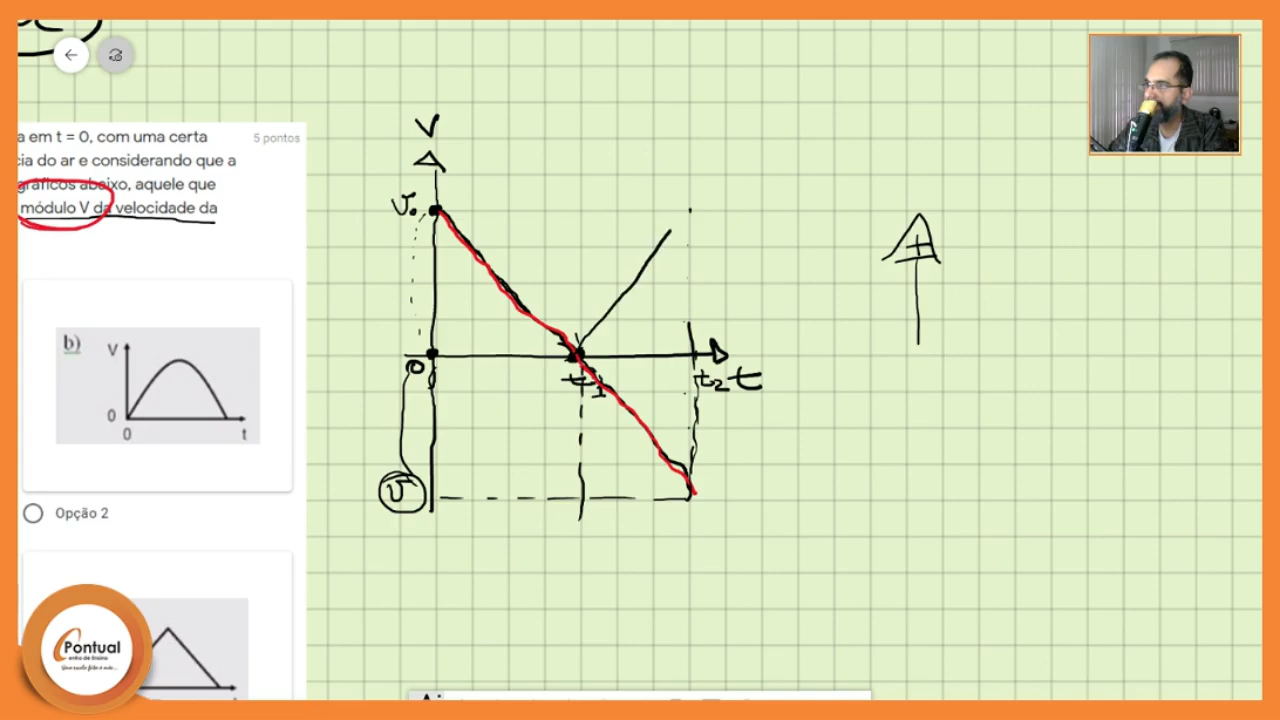 a em t = 0, com uma certa
5 pontos
cia do ar e considerando que a
gráficos abaixo, aquele que
módulo V da velocidade da
b)
V
0
0
t
Opção 2
Pontual
V
V₀
0
t₁
t₂ t
V
+